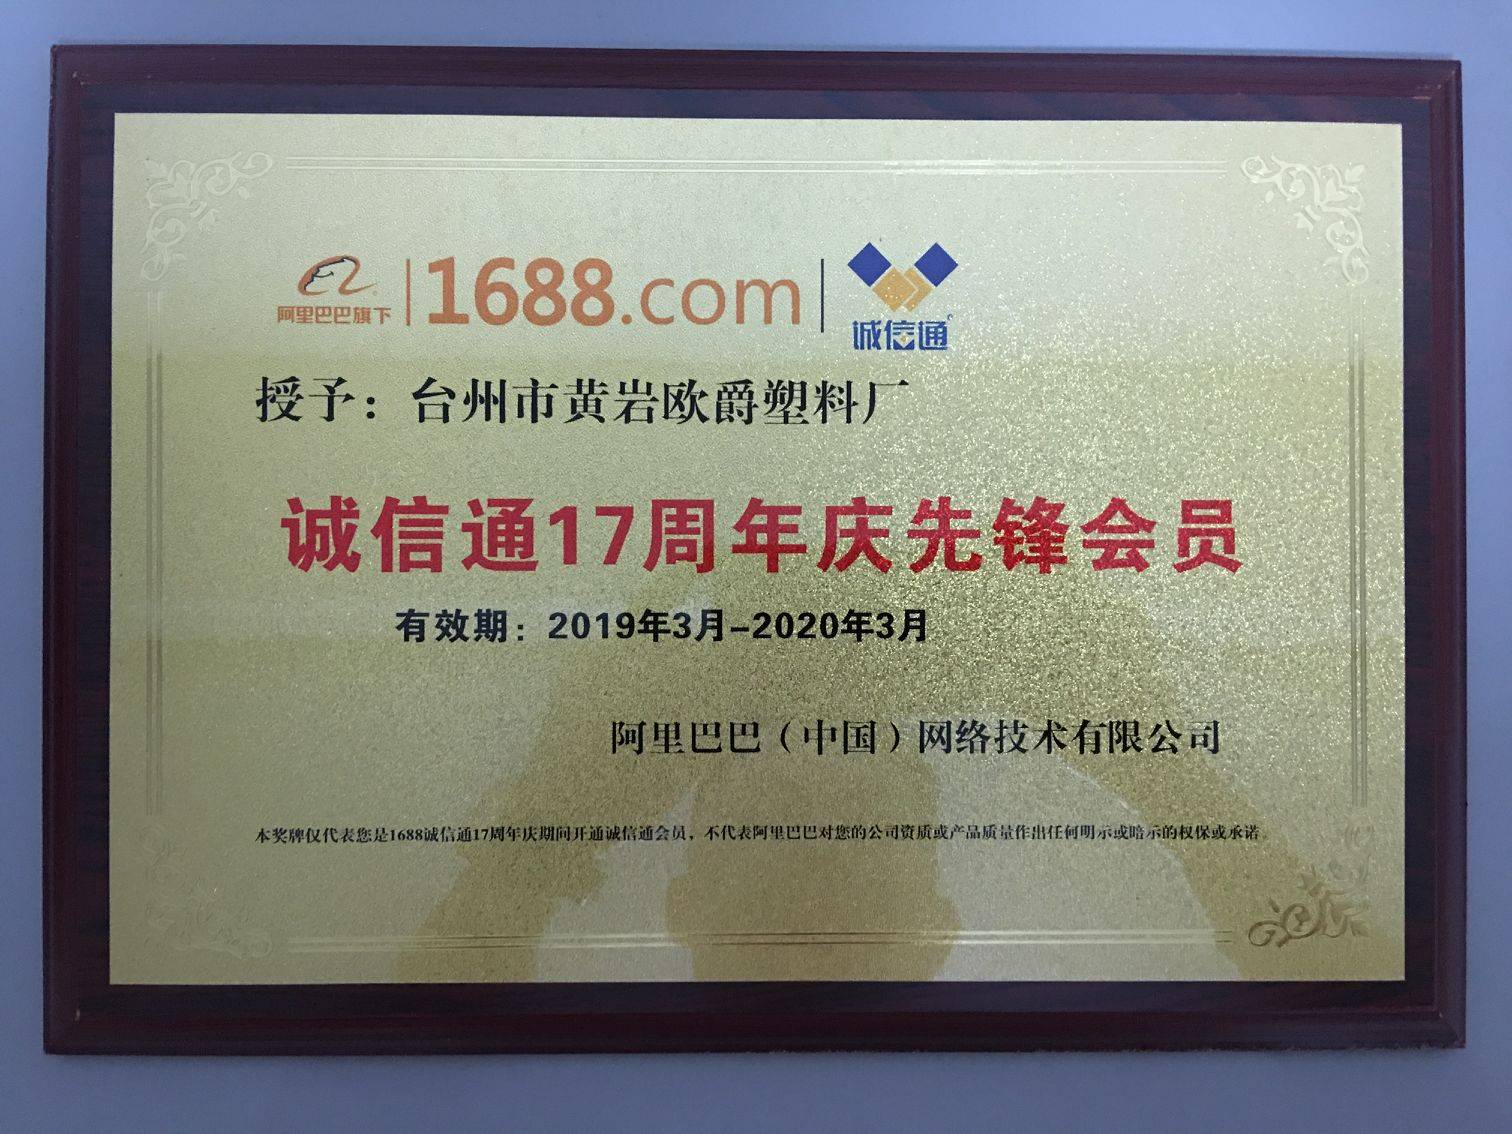 阿里巴巴旗下 1688.com 诚信通
授予：台州市黄岩欧爵塑料厂
诚信通17周年庆先锋会员
有效期：2019年3月-2020年3月
阿里巴巴（中国）网络技术有限公司
本奖牌仅代表您是1688诚信通17周年庆期间开通诚信通会员，不代表阿里巴巴对您的公司资质或产品质量作出任何明示或暗示的权保或承诺。